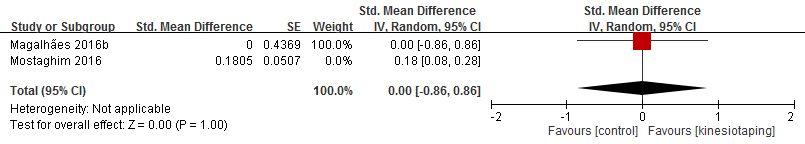 Std. Mean Difference Std. Mean Difference
Study or Subgroup Std. Mean Difference SE Weight IV, Random, 95% CI IV, Random, 95% CI
Magalhães 2016b 0 0.4369 100.0% 0.00 [-0.86, 0.86]
Mostaghim 2016 0.1805 0.0507 0.0% 0.18 [0.08, 0.28]
Total (95% CI) 100.0% 0.00 [-0.86, 0.86]
Heterogeneity: Not applicable
Test for overall effect: Z = 0.00 (P = 1.00)
-2 -1 0 1 2
Favours [control] Favours [kinesiotaping]